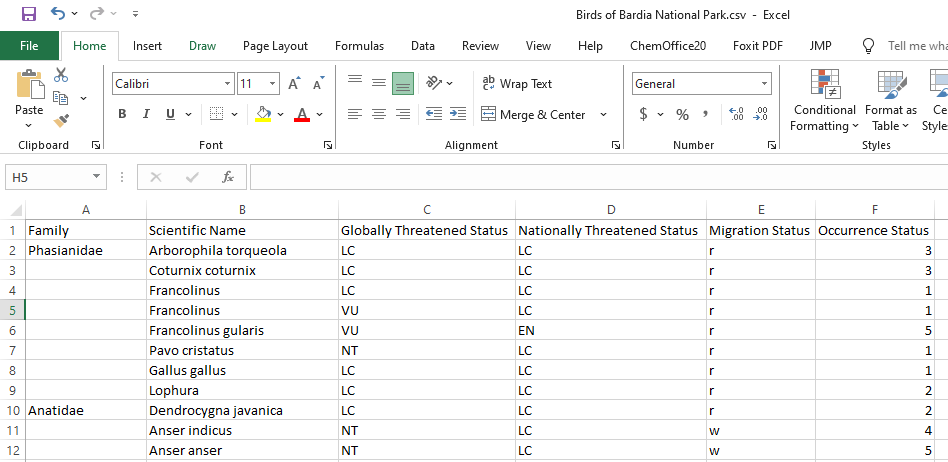 Birds of Bardia National Park.csv - Excel
File Home Insert Draw Page Layout Formulas Data Review View Help ChemOffice20 Foxit PDF JMP Tell me wha
Calibri 11 A A ab Wrap Text General
Paste B I U A Merge & Center $ % , .00 .00 Conditional Format as Ce
Formatting Table Style
Clipboard Font Alignment Number Styles
H5 fx
A B C D E F
1 Family Scientific Name Globally Threatened Status Nationally Threatened Status Migration Status Occurrence Status
2 Phasianidae Arborophila torqueola LC LC r 3
3 Coturnix coturnix LC LC r 3
4 Francolinus LC LC r 1
5 Francolinus VU LC r 1
6 Francolinus gularis VU EN r 5
7 Pavo cristatus NT LC r 1
8 Gallus gallus LC LC r 1
9 Lophura LC LC r 2
10 Anatidae Dendrocygna javanica LC LC r 2
11 Anser indicus NT LC w 4
12 Anser anser NT LC w 5